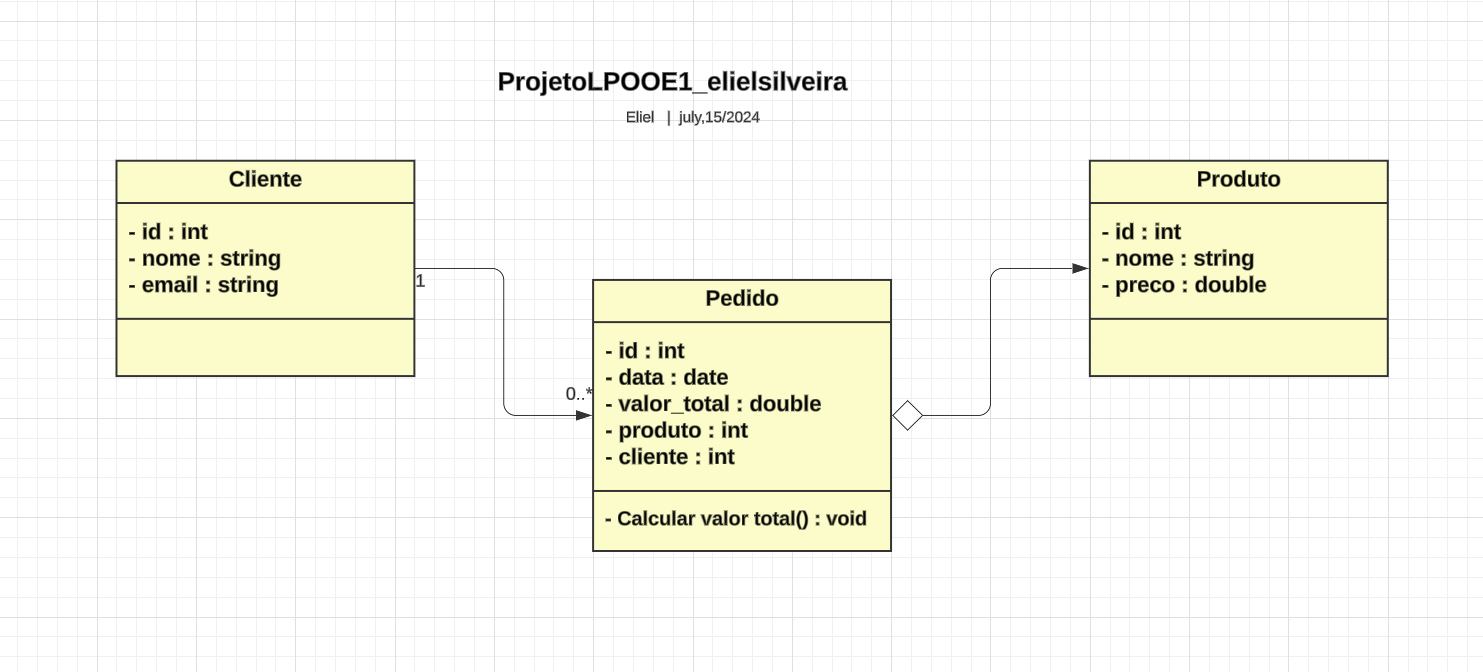 ProjetoLPOOE1_elielsilveira
Eliel | july,15/2024
Cliente
- id : int
- nome : string
- email : string
1
0..*
Pedido
- id : int
- data : date
- valor_total : double
- produto : int
- cliente : int
- Calcular valor total() : void
Produto
- id : int
- nome : string
- preco : double